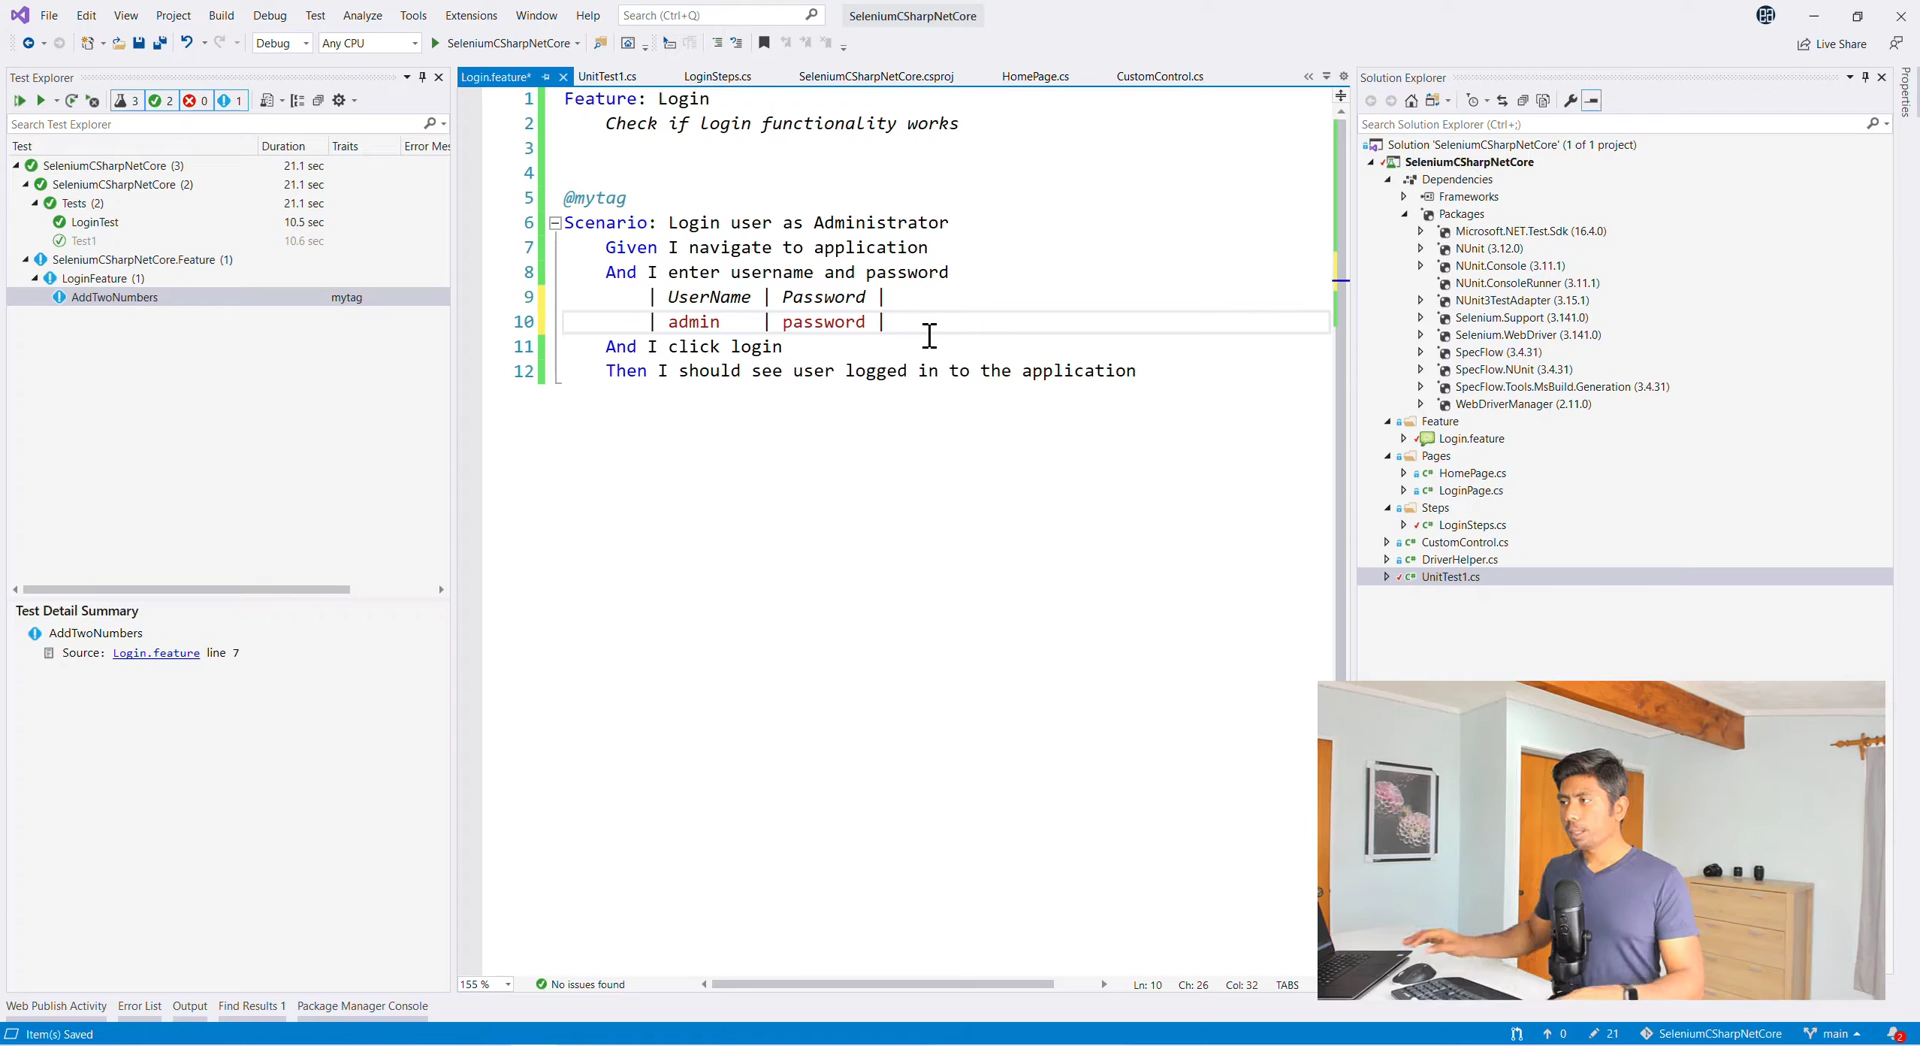 File Edit View Project Build Debug Test Analyze Tools Extensions Window Help Search (Ctrl+Q) SeleniumCSharpNetCore
Debug Any CPU SeleniumCSharpNetCore Live Share
Test Explorer
3 2 0 1
Search Test Explorer
Test Duration Traits Error Mes
SeleniumCSharpNetCore (3) 21.1 sec
SeleniumCSharpNetCore (2) 21.1 sec
Tests (2) 21.1 sec
LoginTest 10.5 sec
Test1 10.6 sec
SeleniumCSharpNetCore.Feature (1)
LoginFeature (1)
AddTwoNumbers mytag
Test Detail Summary
AddTwoNumbers
Source: Login.feature line 7
Login.feature* UnitTest1.cs LoginSteps.cs SeleniumCSharpNetCore.csproj HomePage.cs CustomControl.cs
1 Feature: Login
2 Check if login functionality works
3
4
5 @mytag
6 Scenario: Login user as Administrator
7 Given I navigate to application
8 And I enter username and password
9 | UserName | Password |
10 | admin | password |
11 And I click login
12 Then I should see user logged in to the application
155 % No issues found Ln: 10 Ch: 26 Col: 32 TABS
Solution Explorer
Search Solution Explorer (Ctrl+;)
Solution 'SeleniumCSharpNetCore' (1 of 1 project)
SeleniumCSharpNetCore
Dependencies
Frameworks
Packages
Microsoft.NET.Test.Sdk (16.4.0)
NUnit (3.12.0)
NUnit.Console (3.11.1)
NUnit.ConsoleRunner (3.11.1)
NUnit3TestAdapter (3.15.1)
Selenium.Support (3.141.0)
Selenium.WebDriver (3.141.0)
SpecFlow (3.4.31)
SpecFlow.NUnit (3.4.31)
SpecFlow.Tools.MsBuild.Generation (3.4.31)
WebDriverManager (2.11.0)
Feature
Login.feature
Pages
HomePage.cs
LoginPage.cs
Steps
LoginSteps.cs
CustomControl.cs
DriverHelper.cs
UnitTest1.cs
Properties
Web Publish Activity Error List Output Find Results 1 Package Manager Console
Item(s) Saved 0 21 SeleniumCSharpNetCore main 2